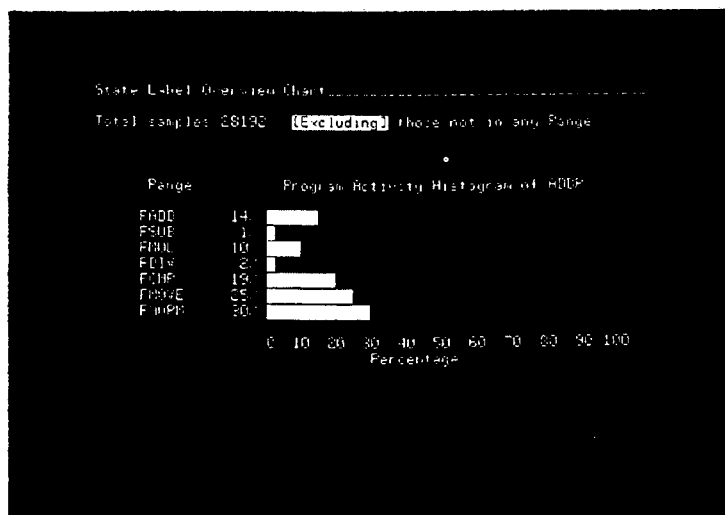 State Label Overview Chart
Total samples 28192 [Excluding] those not in any Range
Range Program Activity Histogram of ADDR
FADD 14%
FSUB 1%
FMUL 10%
FDIV 2%
FCMP 19%
FMOVE 25%
FNORM 30%
0 10 20 30 40 50 60 70 80 90 100
Percentage